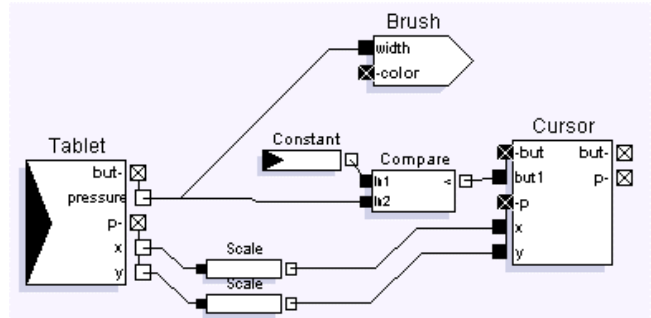 Brush
width
-color
Constant
Compare
In1
<
In2
Cursor
-but
but-
but1
p-
-p
x
y
Tablet
but-
pressure
p-
x
y
Scale
Scale